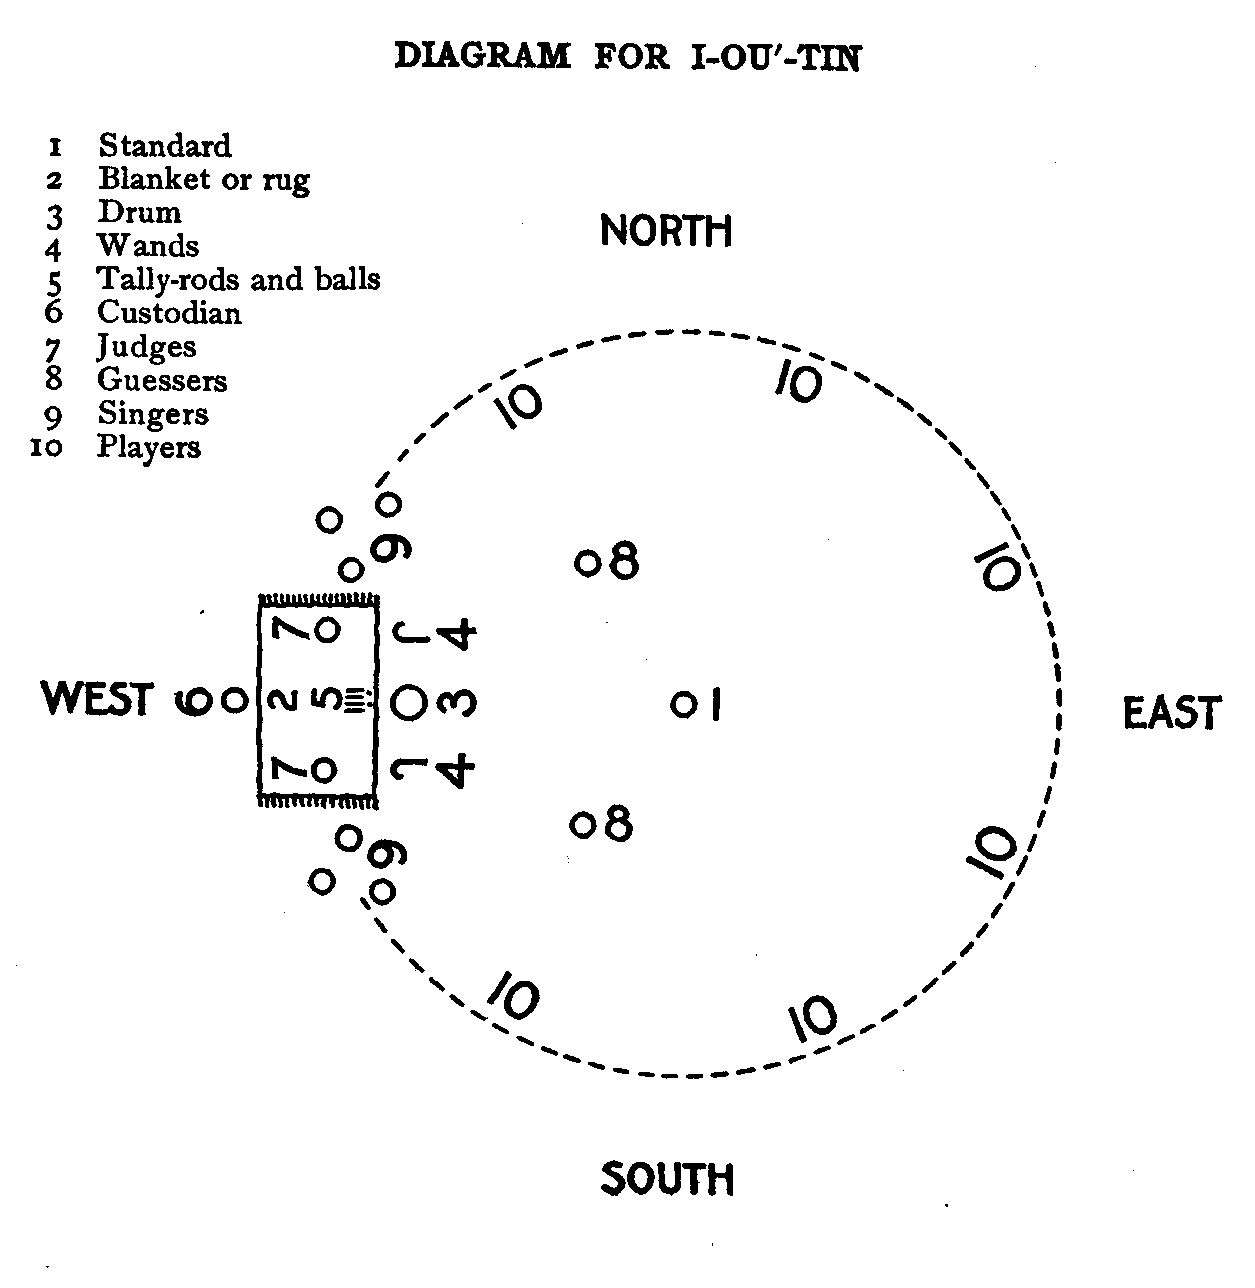 DIAGRAM FOR I-OU'-TIN
1 Standard
2 Blanket or rug
3 Drum
4 Wands
5 Tally-rods and balls
6 Custodian
7 Judges
8 Guessers
9 Singers
10 Players
NORTH
10
10
9
10
8
7
4
WEST 6 2 5 3 1 EAST
7
4
8
9
10
10
10
SOUTH